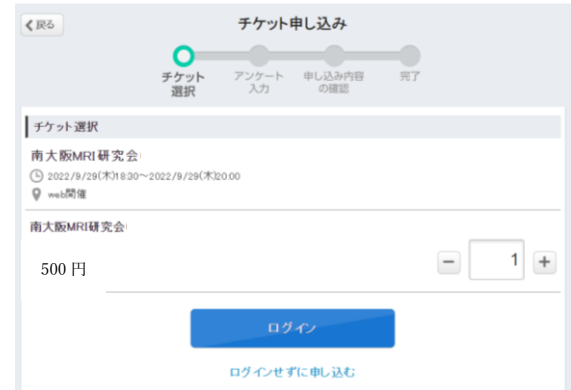 戻る
チケット申し込み
チケット
選択
アンケート
入力
申し込み内容
の確認
完了
チケット選択
南大阪MRI研究会
2022/9/29(木)18:30～2022/9/29(木)20:00
web開催
南大阪MRI研究会
500 円
1
ログイン
ログインせずに申し込む